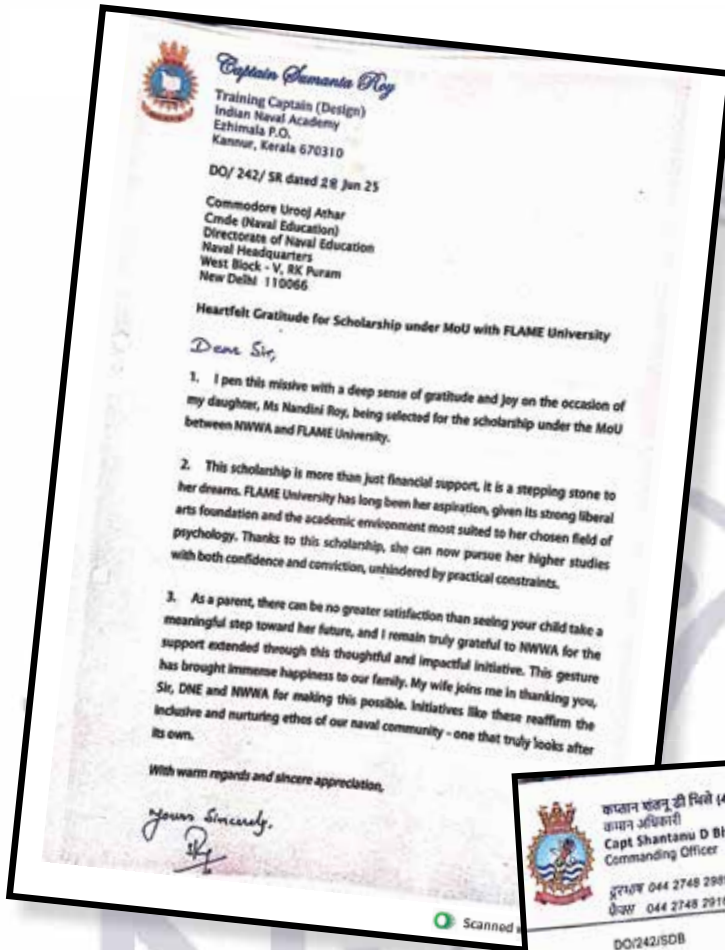 Captain Sumanta Roy
Training Captain (Design)
Indian Naval Academy
Ezhimala P.O.
Kannur, Kerala 670310
DO/ 242/ SR dated 28 Jun 25
Commodore Urooj Athar
Cmde (Naval Education)
Directorate of Naval Education
Naval Headquarters
West Block - V, RK Puram
New Delhi 110066
Heartfelt Gratitude for Scholarship under MoU with FLAME University
Dear Sir,
1. I pen this missive with a deep sense of gratitude and joy on the occasion of
my daughter, Ms Nandini Roy, being selected for the scholarship under the MoU
between NWWA and FLAME University.
2. This scholarship is more than just financial support, it is a stepping stone to
her dreams. FLAME University has long been her aspiration, given its strong liberal
arts foundation and the academic environment most suited to her chosen field of
psychology. Thanks to this scholarship, she can now pursue her higher studies
with both confidence and conviction, unhindered by practical constraints.
3. As a parent, there can be no greater satisfaction than seeing your child take a
meaningful step toward her future, and I remain truly grateful to NWWA for the
support extended through this thoughtful and impactful initiative. This gesture
has brought immense happiness to our family. My wife joins me in thanking you,
Sir, DNE and NWWA for making this possible. Initiatives like these reaffirm the
inclusive and nurturing ethos of our naval community - one that truly looks after
its own.
With warm regards and sincere appreciation,
Yours Sincerely,
Scanned
कमान अधिकारी
Capt Shantanu D
Commanding Officer
दूरभाष 044 2748
फैक्स 044 2748
DO/242/SDB